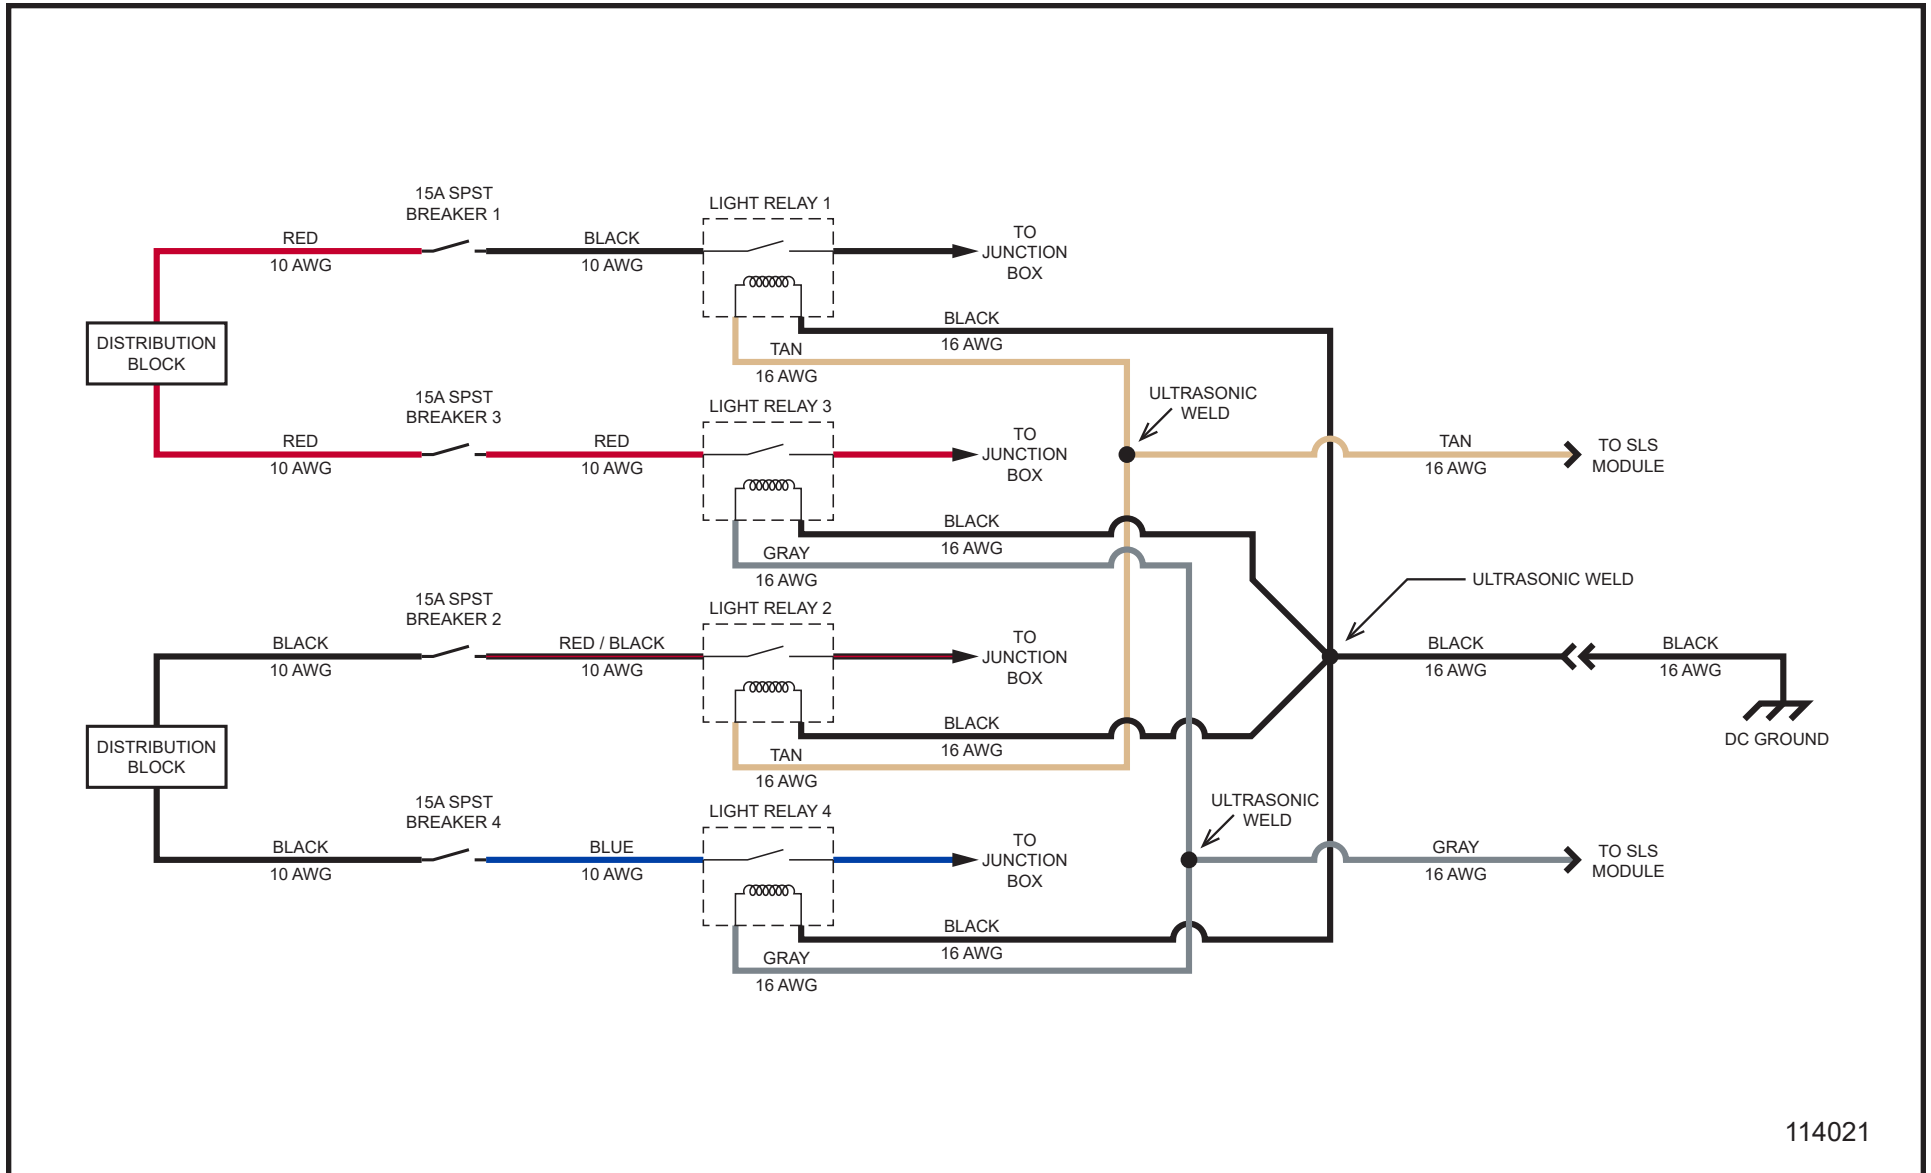 15A SPST
BREAKER 1
LIGHT RELAY 1
RED
10 AWG
BLACK
10 AWG
TO
JUNCTION
BOX
DISTRIBUTION
BLOCK
BLACK
16 AWG
TAN
16 AWG
15A SPST
BREAKER 3
LIGHT RELAY 3
RED
10 AWG
RED
10 AWG
TO
JUNCTION
BOX
ULTRASONIC
WELD
TAN
16 AWG
TO SLS
MODULE
BLACK
16 AWG
GRAY
16 AWG
15A SPST
BREAKER 2
LIGHT RELAY 2
BLACK
10 AWG
RED / BLACK
10 AWG
TO
JUNCTION
BOX
ULTRASONIC WELD
BLACK
16 AWG
BLACK
16 AWG
DC GROUND
DISTRIBUTION
BLOCK
BLACK
16 AWG
TAN
16 AWG
15A SPST
BREAKER 4
LIGHT RELAY 4
BLACK
10 AWG
BLUE
10 AWG
TO
JUNCTION
BOX
ULTRASONIC
WELD
GRAY
16 AWG
TO SLS
MODULE
BLACK
16 AWG
GRAY
16 AWG
114021